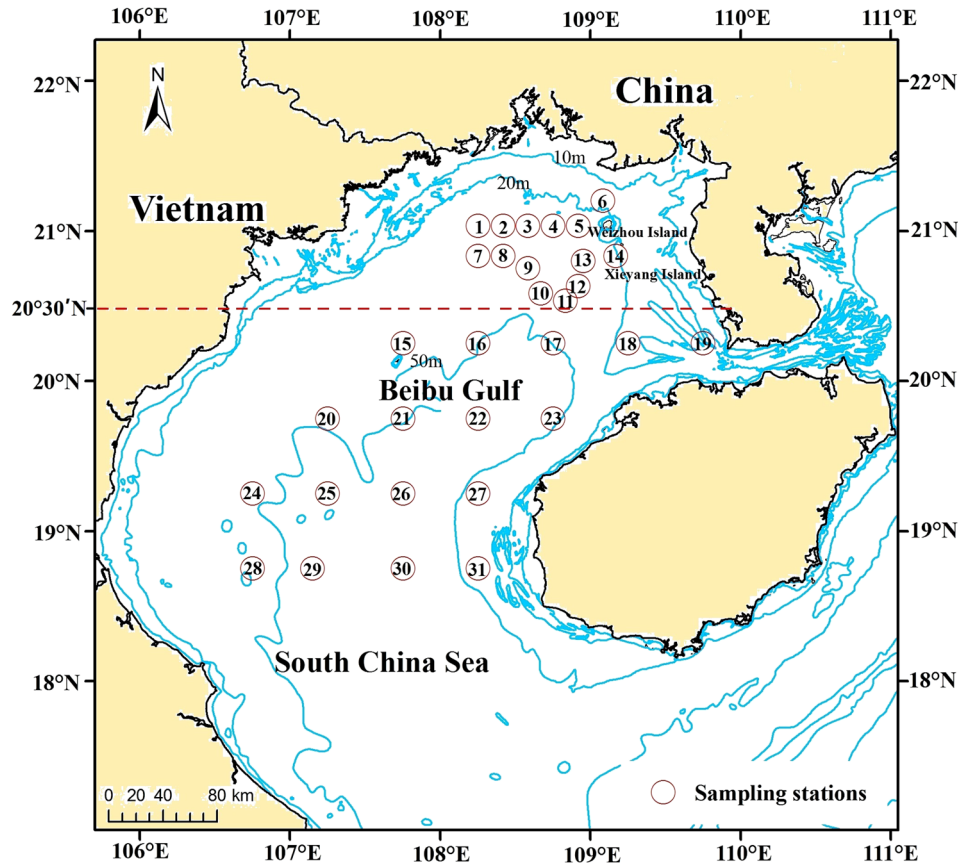 106°E 107°E 108°E 109°E 110°E 111°E
22°N 22°N
N
China
10m
20m
Vietnam
6
21°N 1 2 3 4 5 Weizhou Island 21°N
7 8 9 13 14
Xieyang Island
10 11 12
20°30′N
15 16 17 18 19
50m
20°N 20°N
Beibu Gulf
20 21 22 23
24 25 26 27
19°N 19°N
28 29 30 31
South China Sea
18°N 18°N
0 20 40 80 km
Sampling stations
106°E 107°E 108°E 109°E 110°E 111°E